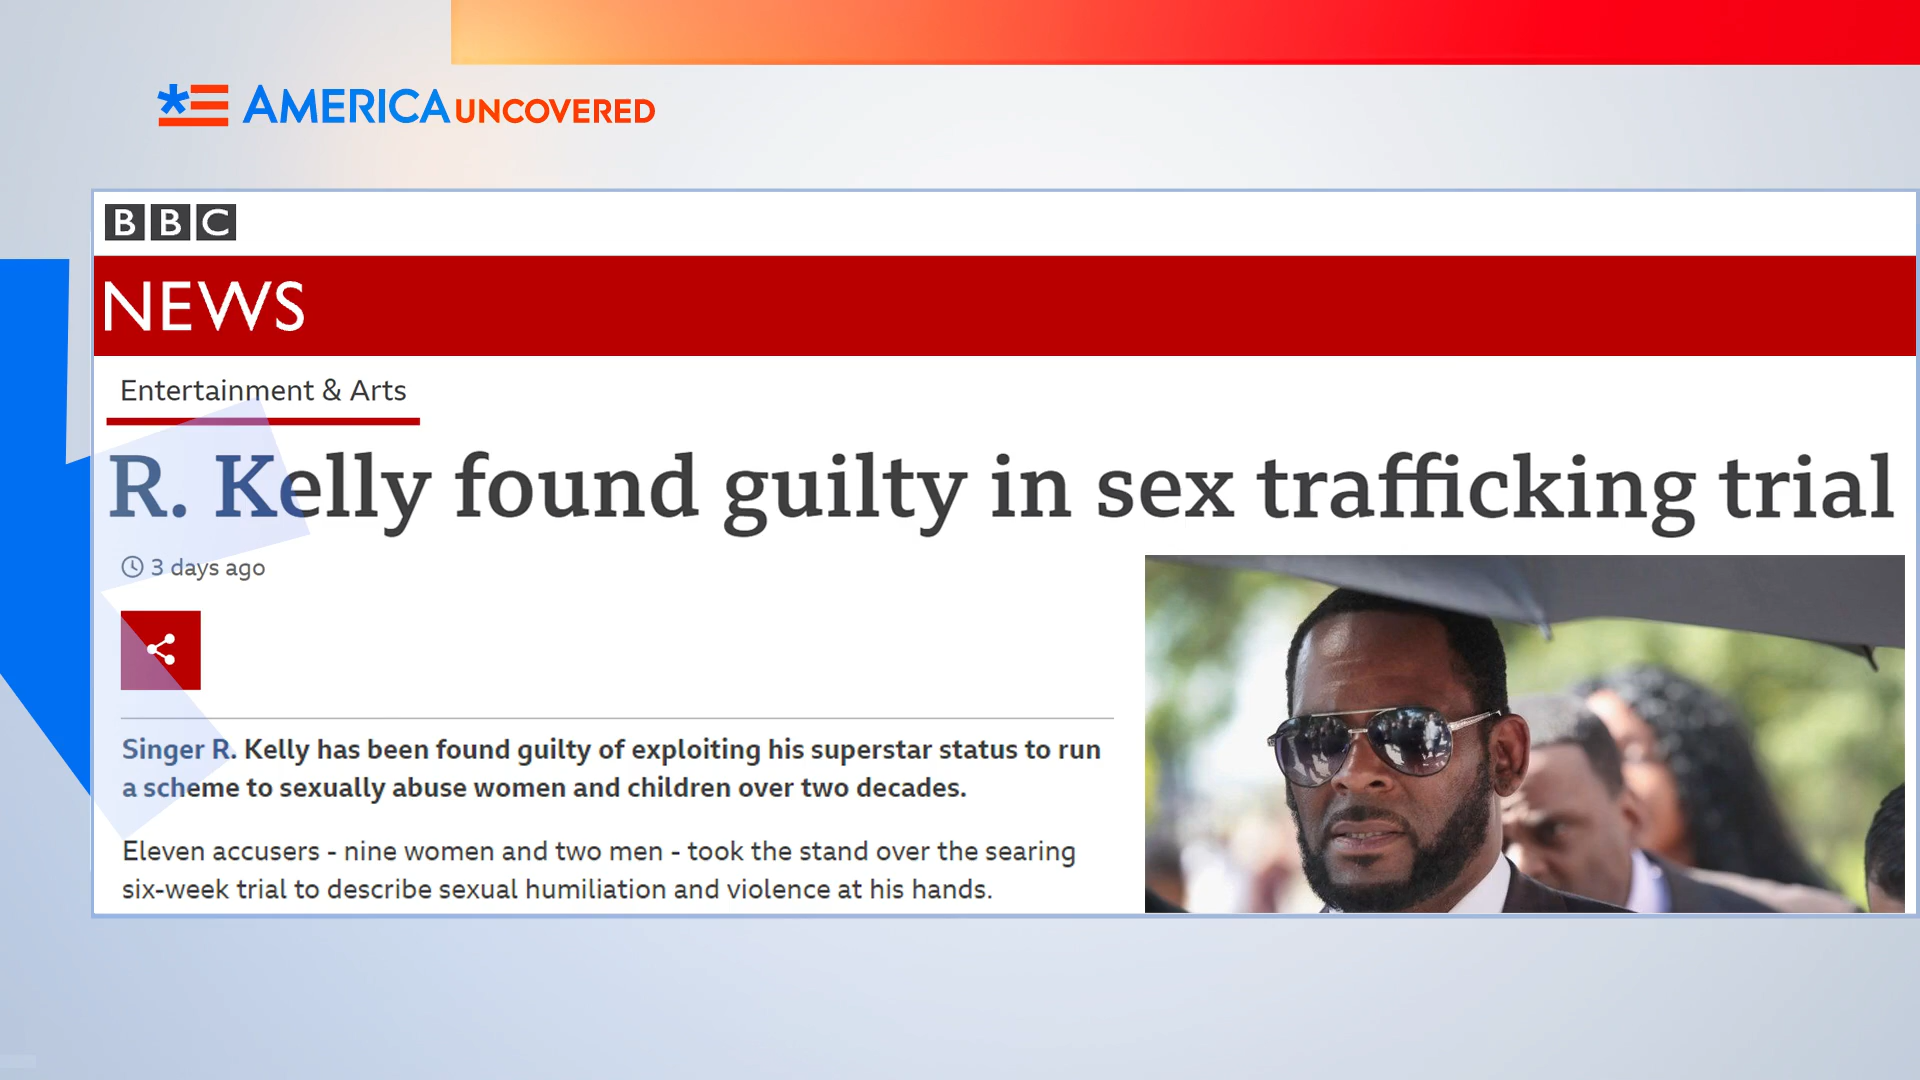 AMERICA UNCOVERED
BBC
NEWS
Entertainment & Arts
R. Kelly found guilty in sex trafficking trial
3 days ago
Singer R. Kelly has been found guilty of exploiting his superstar status to run
a scheme to sexually abuse women and children over two decades.
Eleven accusers - nine women and two men - took the stand over the searing
six-week trial to describe sexual humiliation and violence at his hands.